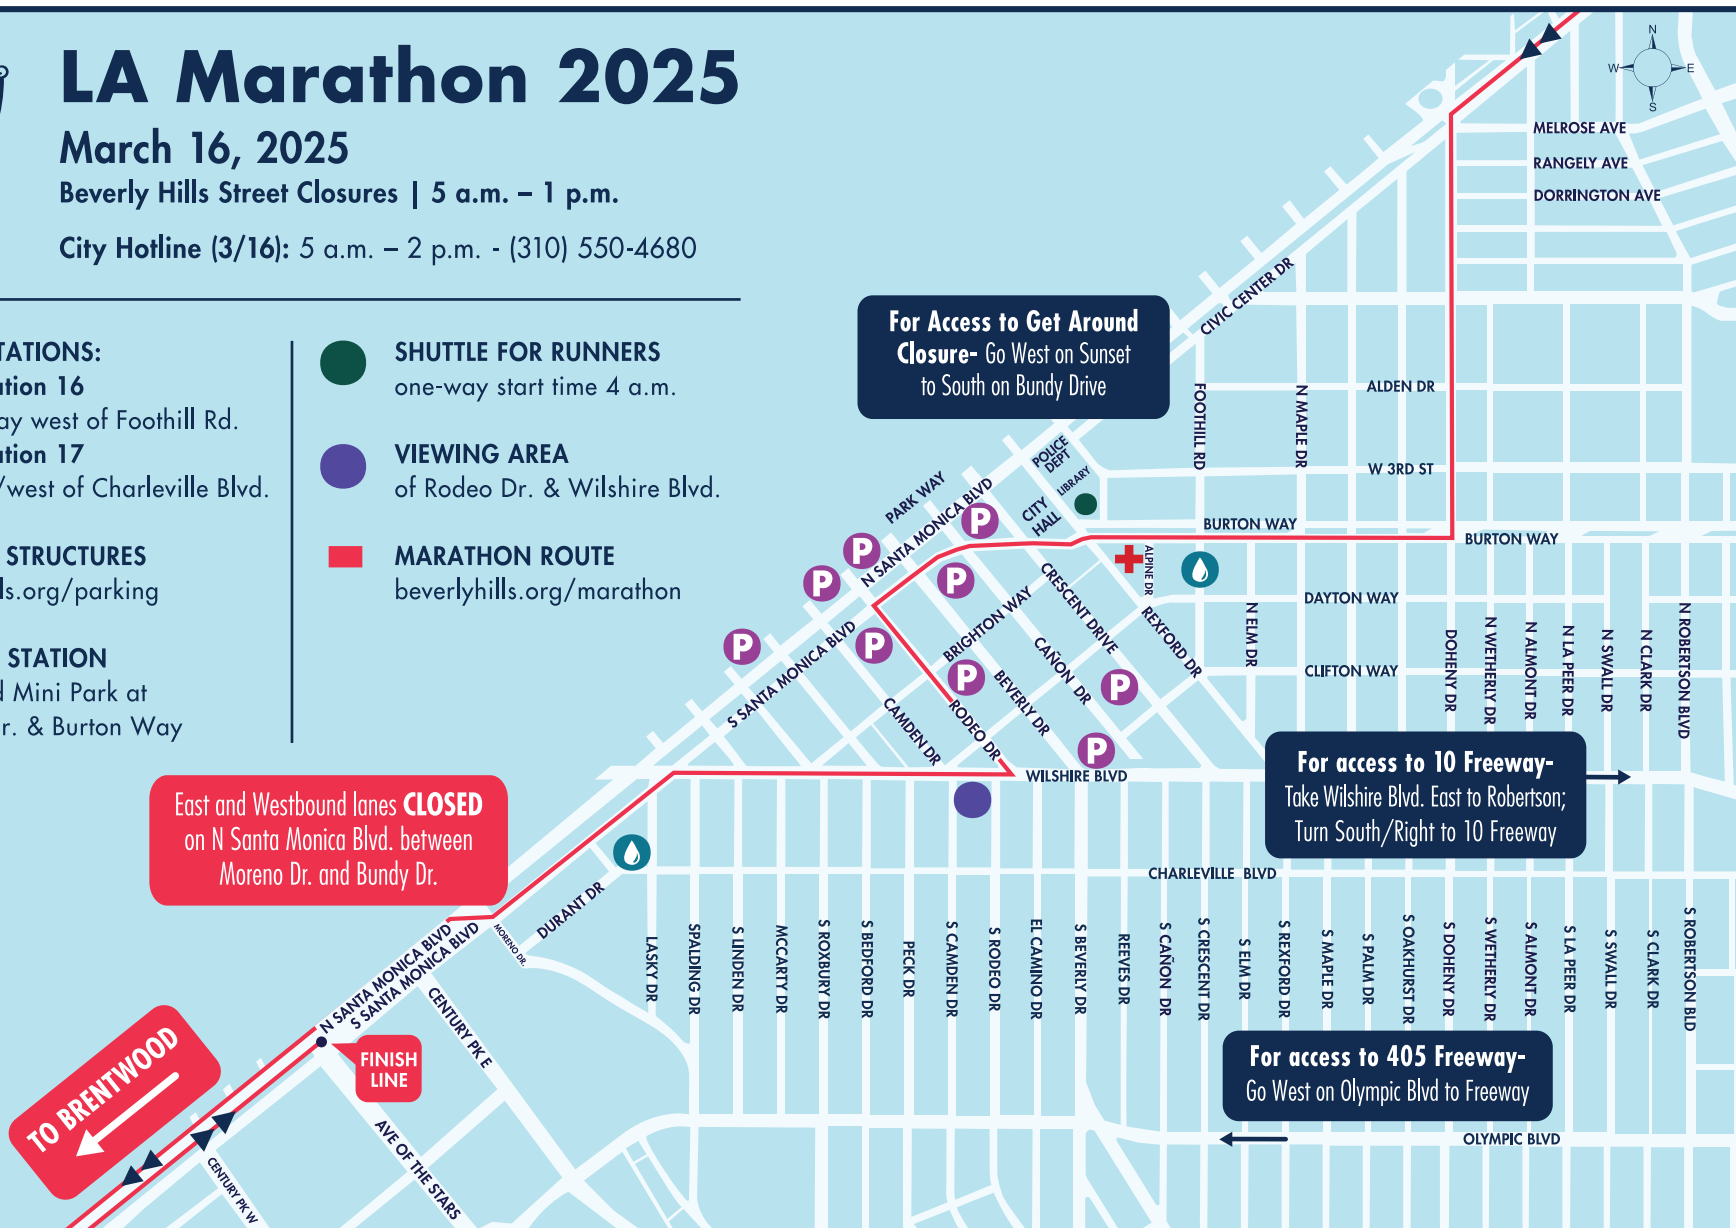 LA Marathon 2025
March 16, 2025
Beverly Hills Street Closures | 5 a.m. – 1 p.m.
City Hotline (3/16): 5 a.m. – 2 p.m. - (310) 550-4680
TATIONS:
ation 16
ay west of Foothill Rd.
ation 17
/west of Charleville Blvd.
STRUCTURES
ls.org/parking
STATION
d Mini Park at
r. & Burton Way
SHUTTLE FOR RUNNERS
one-way start time 4 a.m.
VIEWING AREA
of Rodeo Dr. & Wilshire Blvd.
MARATHON ROUTE
beverlyhills.org/marathon
N
W
E
S
MELROSE AVE
RANGELY AVE
DORRINGTON AVE
CIVIC CENTER DR
For Access to Get Around
Closure- Go West on Sunset
to South on Bundy Drive
FOOTHILL RD
N MAPLE DR
ALDEN DR
W 3RD ST
POLICE
DEPT
LIBRARY
CITY
HALL
PARK WAY
N SANTA MONICA BLVD
BURTON WAY
BURTON WAY
P
P
P
P
P
P
P
P
P
ALPINE DR
DAYTON WAY
CLIFTON WAY
CRESCENT DRIVE
REXFORD DR
N ELM DR
BRIGHTON WAY
CAÑON DR
BEVERLY DR
RODEO DR
CAMDEN DR
S SANTA MONICA BLVD
DOHENY DR
N WETHERLY DR
N ALMONT DR
N LA PEER DR
N SWALL DR
N CLARK DR
N ROBERTSON BLVD
WILSHIRE BLVD
For access to 10 Freeway-
Take Wilshire Blvd. East to Robertson;
Turn South/Right to 10 Freeway
East and Westbound lanes CLOSED
on N Santa Monica Blvd. between
Moreno Dr. and Bundy Dr.
CHARLEVILLE BLVD
DURANT DR
MORENO DR.
N SANTA MONICA BLVD
S SANTA MONICA BLVD
LASKY DR
SPALDING DR
S LINDEN DR
MCCARTY DR
S ROXBURY DR
S BEDFORD DR
PECK DR
S CAMDEN DR
S RODEO DR
EL CAMINO DR
S BEVERLY DR
REEVES DR
S CAÑON DR
S CRESCENT DR
S ELM DR
S REXFORD DR
S MAPLE DR
S PALM DR
S OAKHURST DR
S DOHENY DR
S WETHERLY DR
S ALMONT DR
S LA PEER DR
S SWALL DR
S CLARK DR
S ROBERTSON BLD
CENTURY PK E
FINISH
LINE
TO BRENTWOOD
AVE OF THE STARS
CENTURY PK W
For access to 405 Freeway-
Go West on Olympic Blvd to Freeway
OLYMPIC BLVD